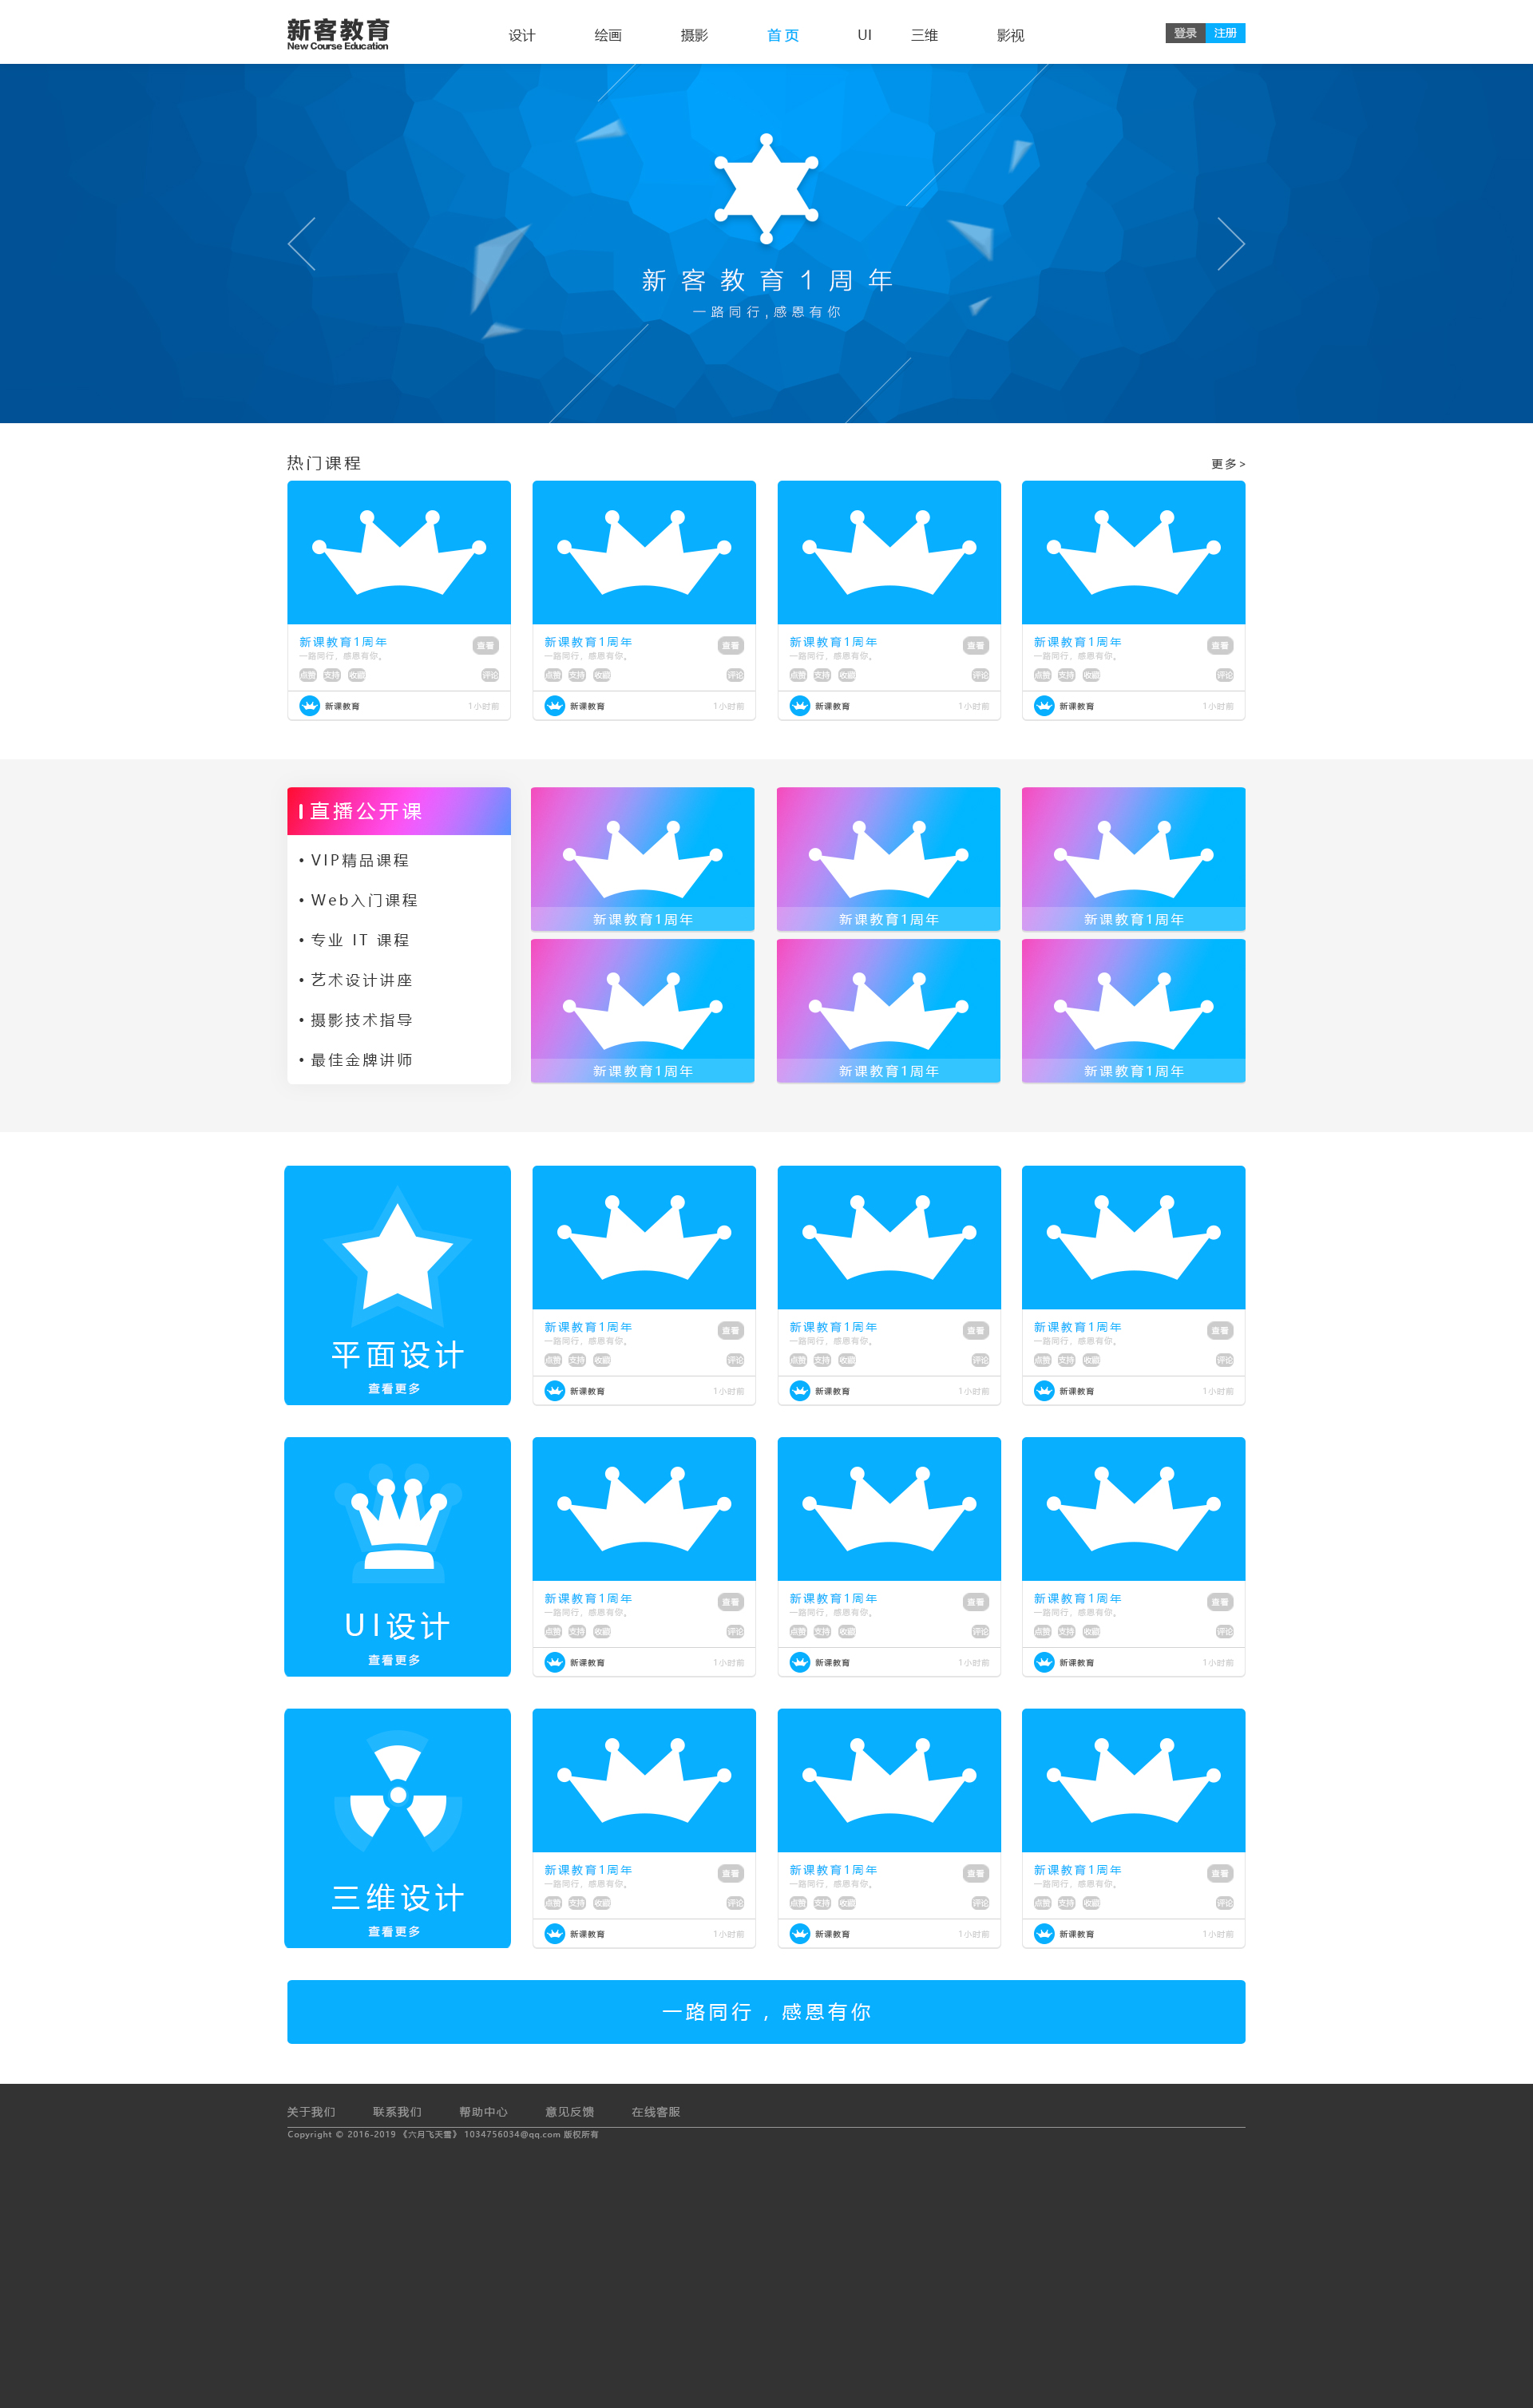 新客教育
New Course Education
设计 绘画 摄影 首页 UI 三维 影视
登录 注册
新客教育1周年
一路同行,感恩有你
热门课程 更多>
新课教育1周年 查看 新课教育1周年 查看 新课教育1周年 查看 新课教育1周年 查看
一路同行，感恩有你。 一路同行，感恩有你。 一路同行，感恩有你。 一路同行，感恩有你。
点赞 支持 收藏 评论 点赞 支持 收藏 评论 点赞 支持 收藏 评论 点赞 支持 收藏 评论
新课教育 1小时前 新课教育 1小时前 新课教育 1小时前 新课教育 1小时前
直播公开课
• VIP精品课程
• Web入门课程
• 专业 IT 课程
• 艺术设计讲座
• 摄影技术指导
• 最佳金牌讲师
新课教育1周年 新课教育1周年 新课教育1周年
新课教育1周年 新课教育1周年 新课教育1周年
平面设计
查看更多
新课教育1周年 查看 新课教育1周年 查看 新课教育1周年 查看
一路同行，感恩有你。 一路同行，感恩有你。 一路同行，感恩有你。
点赞 支持 收藏 评论 点赞 支持 收藏 评论 点赞 支持 收藏 评论
新课教育 1小时前 新课教育 1小时前 新课教育 1小时前
UI设计
查看更多
新课教育1周年 查看 新课教育1周年 查看 新课教育1周年 查看
一路同行，感恩有你。 一路同行，感恩有你。 一路同行，感恩有你。
点赞 支持 收藏 评论 点赞 支持 收藏 评论 点赞 支持 收藏 评论
新课教育 1小时前 新课教育 1小时前 新课教育 1小时前
三维设计
查看更多
新课教育1周年 查看 新课教育1周年 查看 新课教育1周年 查看
一路同行，感恩有你。 一路同行，感恩有你。 一路同行，感恩有你。
点赞 支持 收藏 评论 点赞 支持 收藏 评论 点赞 支持 收藏 评论
新课教育 1小时前 新课教育 1小时前 新课教育 1小时前
一路同行，感恩有你
关于我们 联系我们 帮助中心 意见反馈 在线客服
Copyright © 2016-2019 《六月飞天雪》 1034756034@qq.com 版权所有